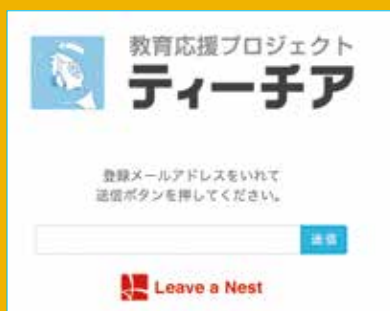 教育応援プロジェクト
ティーチア
登録メールアドレスをいれて
送信ボタンを押してください。
送信
Leave a Nest